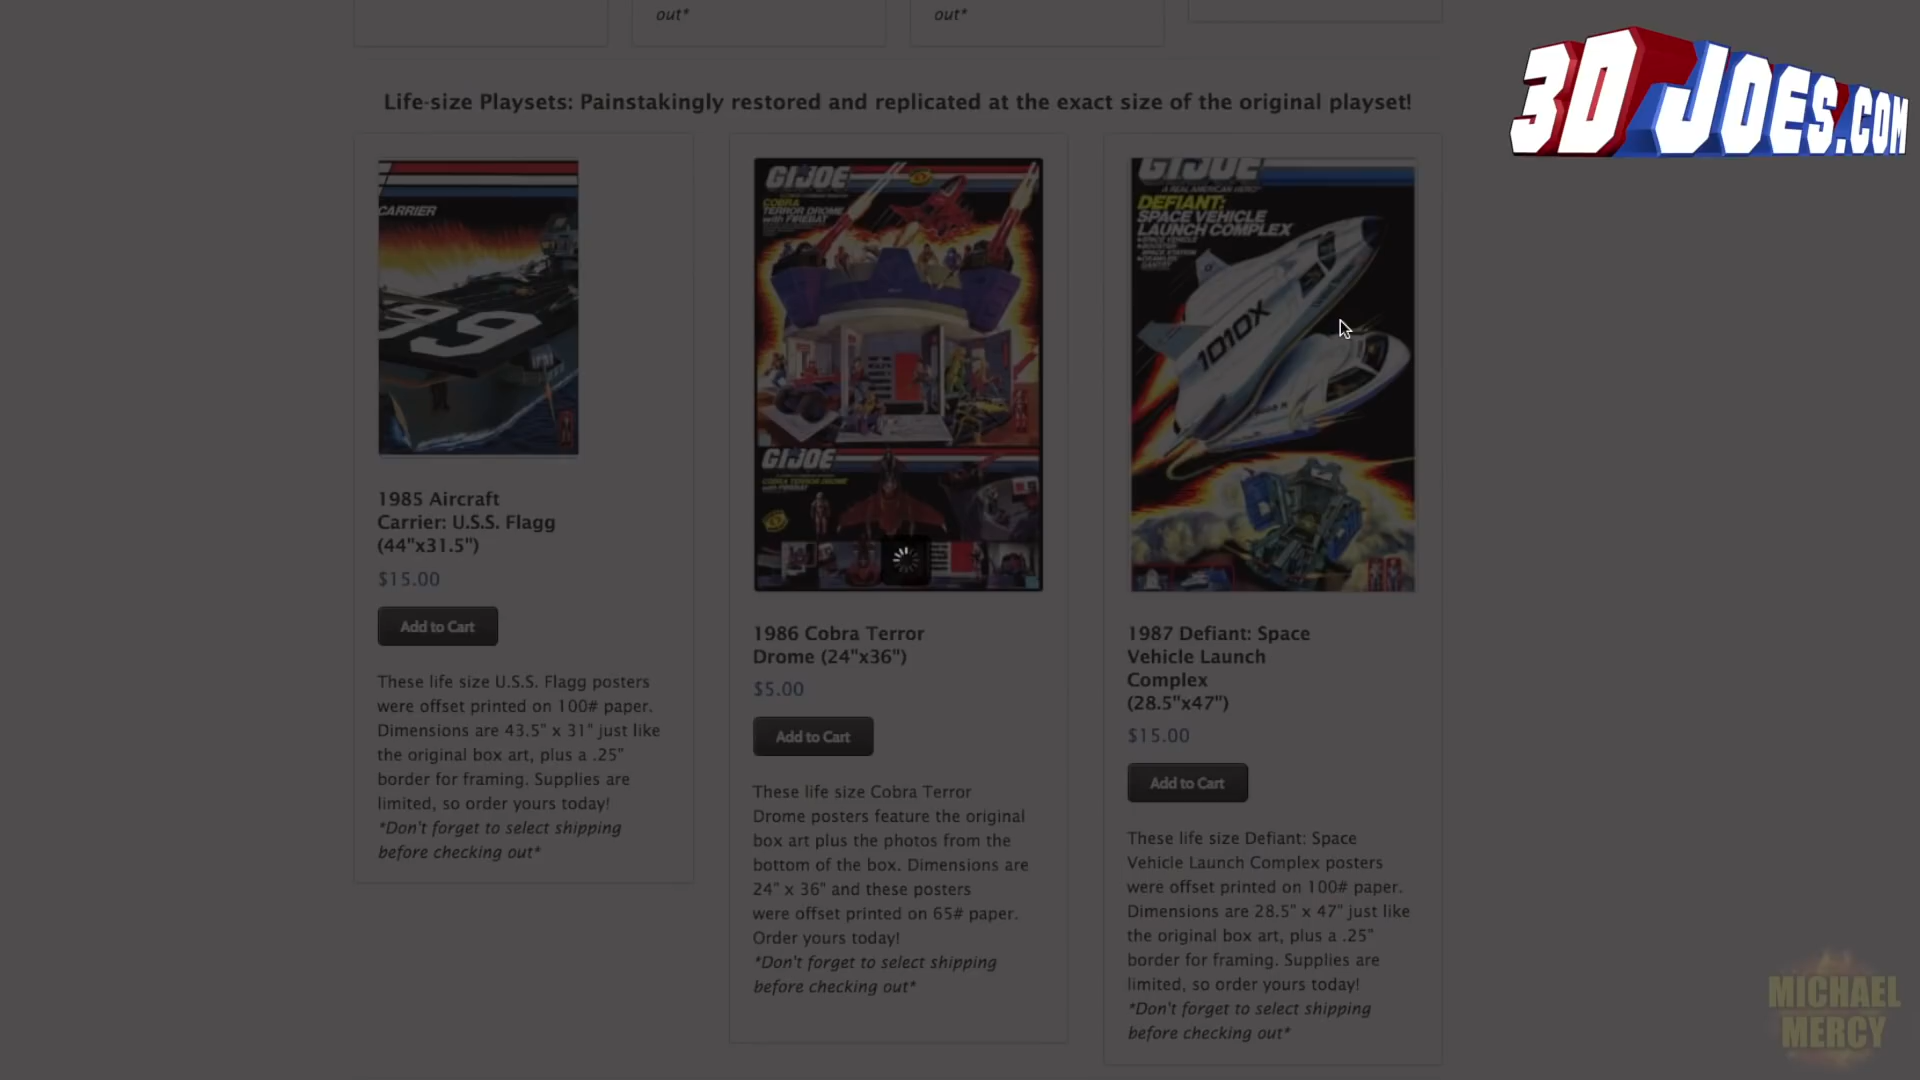 out*
out*
3D JOES.COM
Life-size Playsets: Painstakingly restored and replicated at the exact size of the original playset!
CARRIER
99
1985 Aircraft
Carrier: U.S.S. Flagg
(44"x31.5")
$15.00
Add to Cart
These life size U.S.S. Flagg posters
were offset printed on 100# paper.
Dimensions are 43.5" x 31" just like
the original box art, plus a .25"
border for framing. Supplies are
limited, so order yours today!
*Don't forget to select shipping
before checking out*
GI JOE
COBRA
TERROR DROME
with FIREBAT
GI JOE
COBRA TERROR DROME
with FIREBAT
1986 Cobra Terror
Drome (24"x36")
$5.00
Add to Cart
These life size Cobra Terror
Drome posters feature the original
box art plus the photos from the
bottom of the box. Dimensions are
24" x 36" and these posters
were offset printed on 65# paper.
Order yours today!
*Don't forget to select shipping
before checking out*
GI JOE
A REAL AMERICAN HERO
DEFIANT:
SPACE VEHICLE
LAUNCH COMPLEX
1010X
1987 Defiant: Space
Vehicle Launch
Complex
(28.5"x47")
$15.00
Add to Cart
These life size Defiant: Space
Vehicle Launch Complex posters
were offset printed on 100# paper.
Dimensions are 28.5" x 47" just like
the original box art, plus a .25"
border for framing. Supplies are
limited, so order yours today!
*Don't forget to select shipping
before checking out*
MICHAEL
MERCY